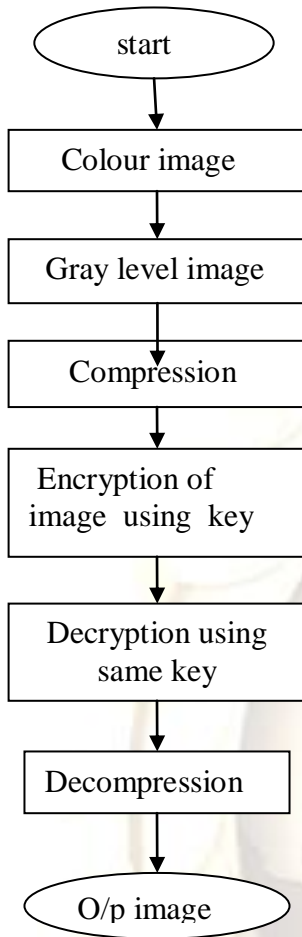 start
Colour image
Gray level image
Compression
Encryption of
image using key
Decryption using
same key
Decompression
O/p image